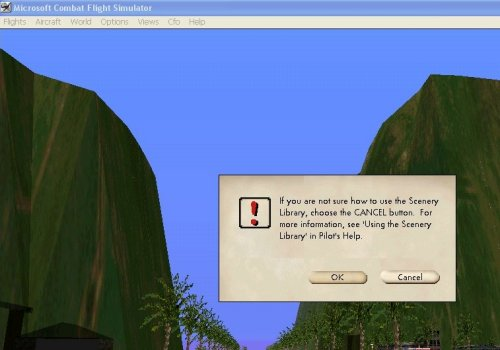 Microsoft Combat Flight Simulator
Flights Aircraft World Options Views Cfo Help
If you are not sure how to use the Scenery
Library, choose the CANCEL button. For
more information, see 'Using the Scenery
Library' in Pilot's Help.
OK Cancel